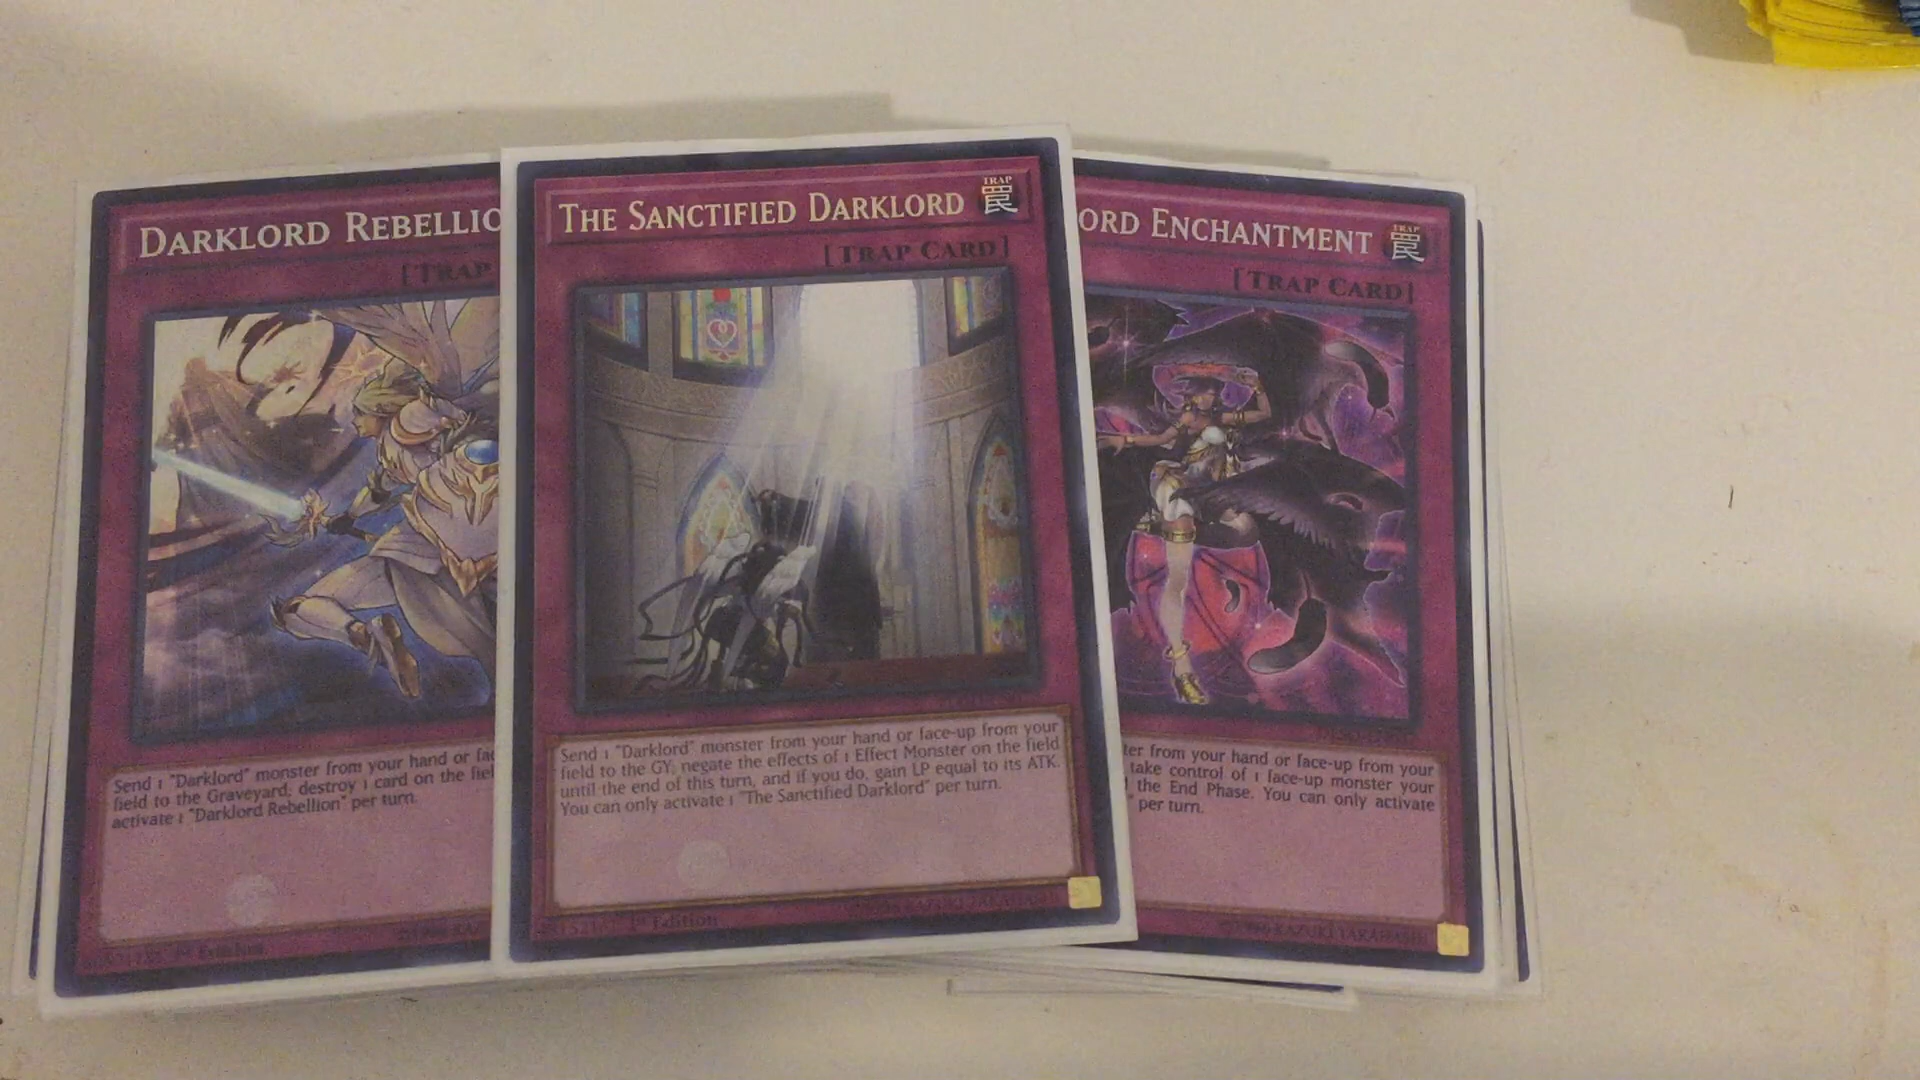 DARKLORD REBELLIO
[TRAP
Send 1 "Darklord" monster from your hand or fac
field to the Graveyard; destroy 1 card on the fiel
activate 1 "Darklord Rebellion" per turn.
1st Edition
THE SANCTIFIED DARKLORD
TRAP
罠
[TRAP CARD]
Send 1 "Darklord" monster from your hand or face-up from your
field to the GY; negate the effects of 1 Effect Monster on the field
until the end of this turn, and if you do, gain LP equal to its ATK.
You can only activate 1 "The Sanctified Darklord" per turn.
1st Edition
KAZUKI TAKAHASHI
ORD ENCHANTMENT
TRAP
罠
[TRAP CARD]
ter from your hand or face-up from your
take control of 1 face-up monster your
the End Phase. You can only activate
" per turn.
©1996 KAZUKI TAKAHASHI